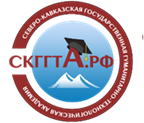 СЕВЕРО-КАВКАЗСКАЯ ГОСУДАРСТВЕННАЯ ГУМАНИТАРНО-ТЕХНОЛОГИЧЕСКАЯ АКАДЕМИЯ
СКГГТА.РФ